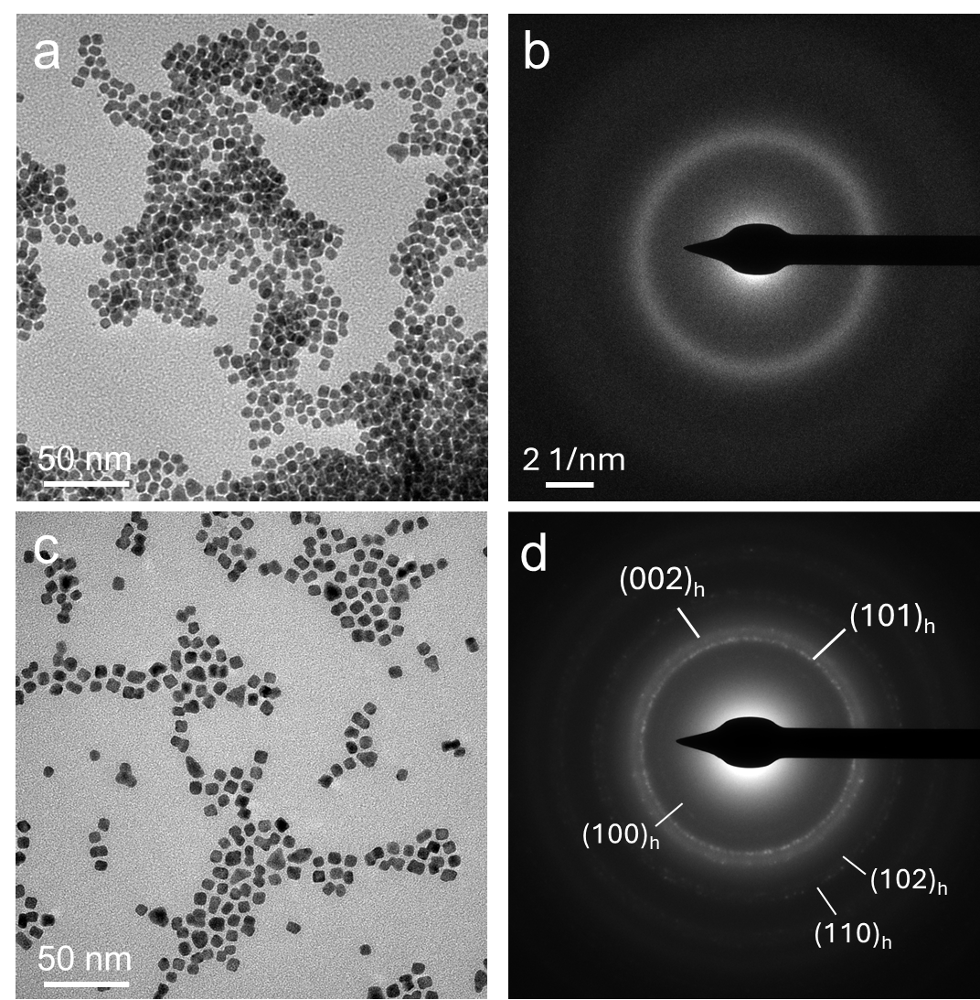 a
b
50 nm
2 1/nm
c
d
(002)h
(101)h
(100)h
(102)h
(110)h
50 nm